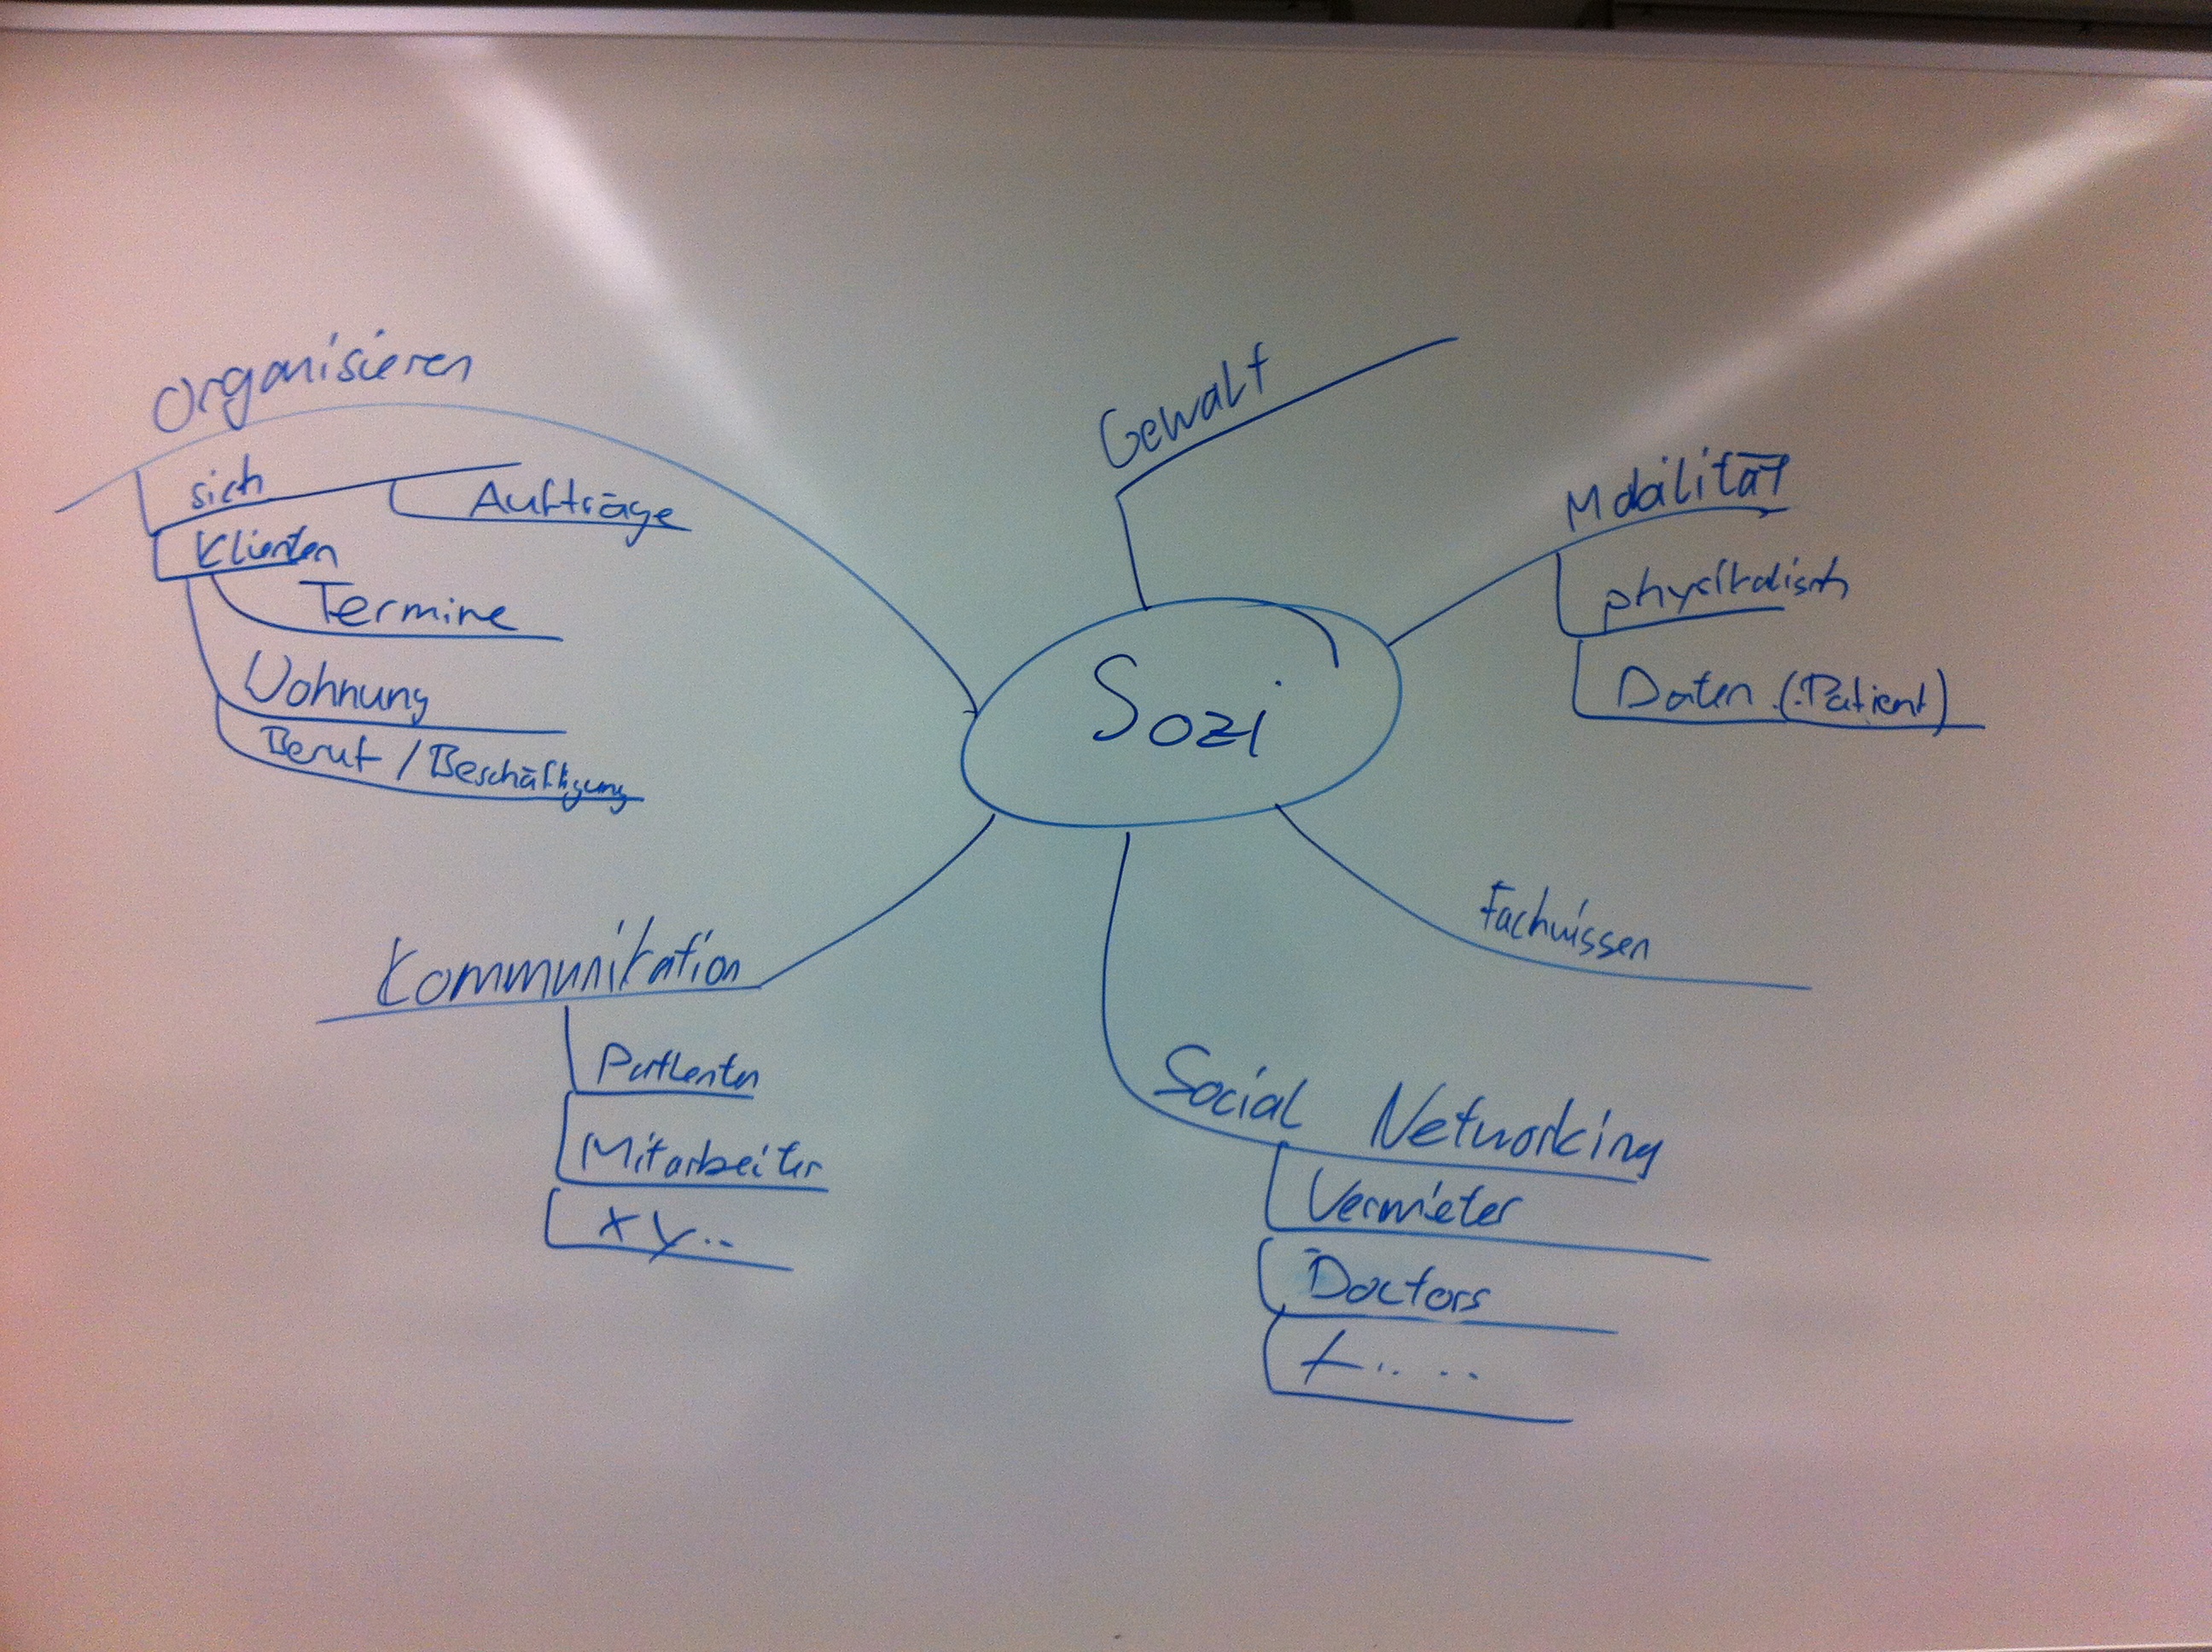 Organisieren
sich
Aufträge
Klienten
Termine
Wohnung
Beruf / Beschäftigung
Gewalt
Sozi
physikalisch
Daten (Patient)
Fachwissen
Kommunikation
Patienten
Mitarbeiter
xy..
Social Networking
Vermieter
Doctors